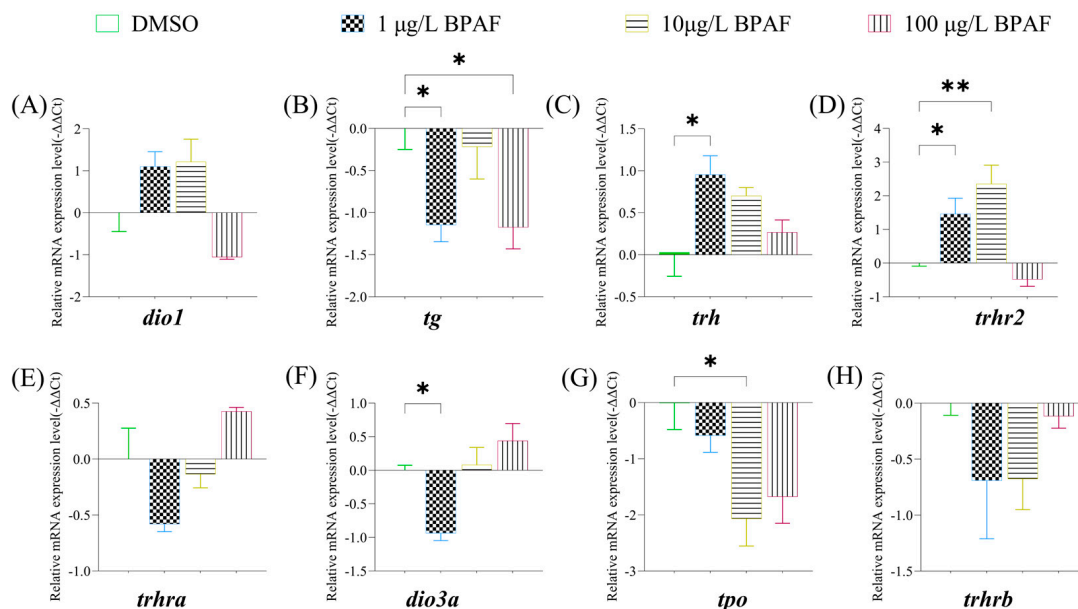 DMSO
1 μg/L BPAF
10μg/L BPAF
100 μg/L BPAF
(A)
Relative mRNA expression level(-ΔΔCt)
2
1
0
-1
-2
dio1
(B)
Relative mRNA expression level(-ΔΔCt)
*
*
0.0
-0.5
-1.0
-1.5
-2.0
tg
(C)
Relative mRNA expression level(-ΔΔCt)
*
1.5
1.0
0.5
0.0
-0.5
trh
(D)
Relative mRNA expression level(-ΔΔCt)
**
*
4
3
2
1
0
-1
trhr2
(E)
Relative mRNA expression level(-ΔΔCt)
0.5
0.0
-0.5
-1.0
trhra
(F)
Relative mRNA expression level(-ΔΔCt)
*
1.0
0.5
0.0
-0.5
-1.0
-1.5
dio3a
(G)
Relative mRNA expression level(-ΔΔCt)
*
0
-1
-2
-3
tpo
(H)
Relative mRNA expression level(-ΔΔCt)
0.0
-0.5
-1.0
-1.5
trhrb